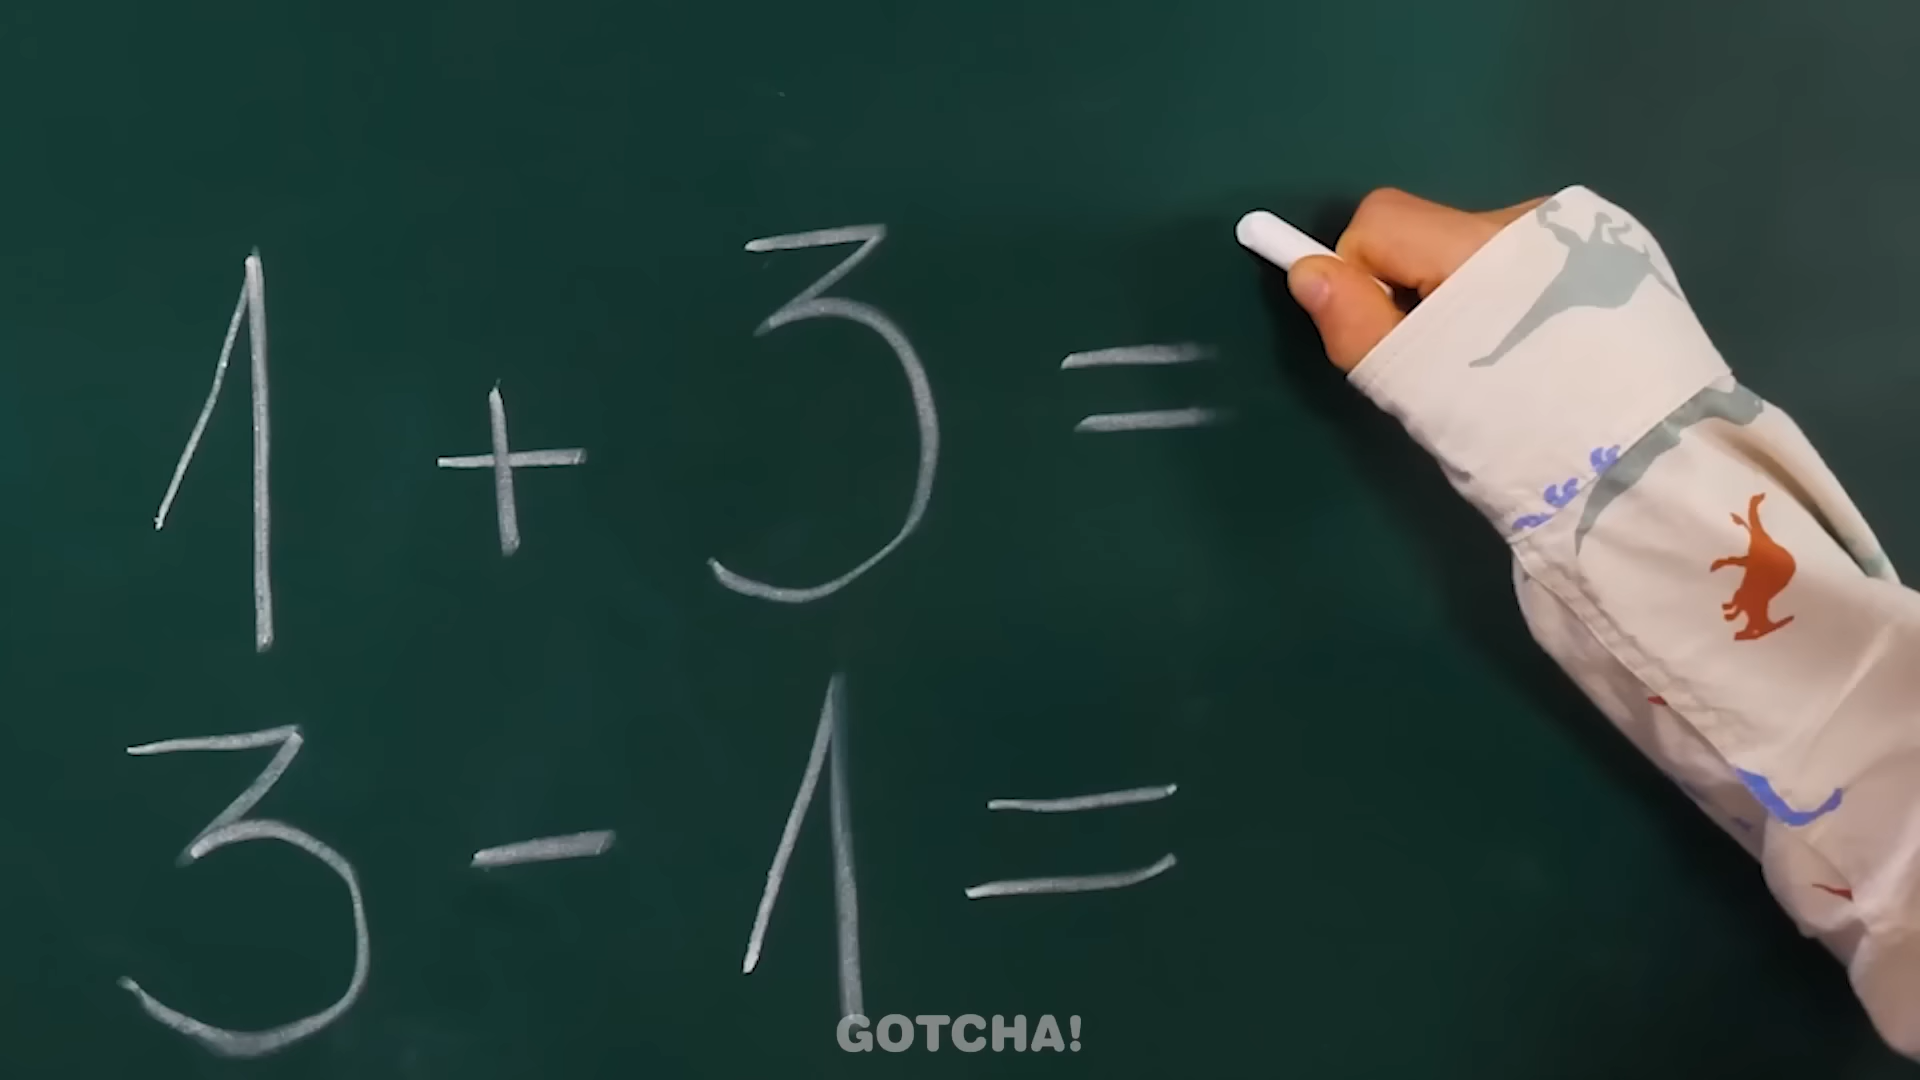 1 + 3 =
3 - 1 =
GOTCHA!